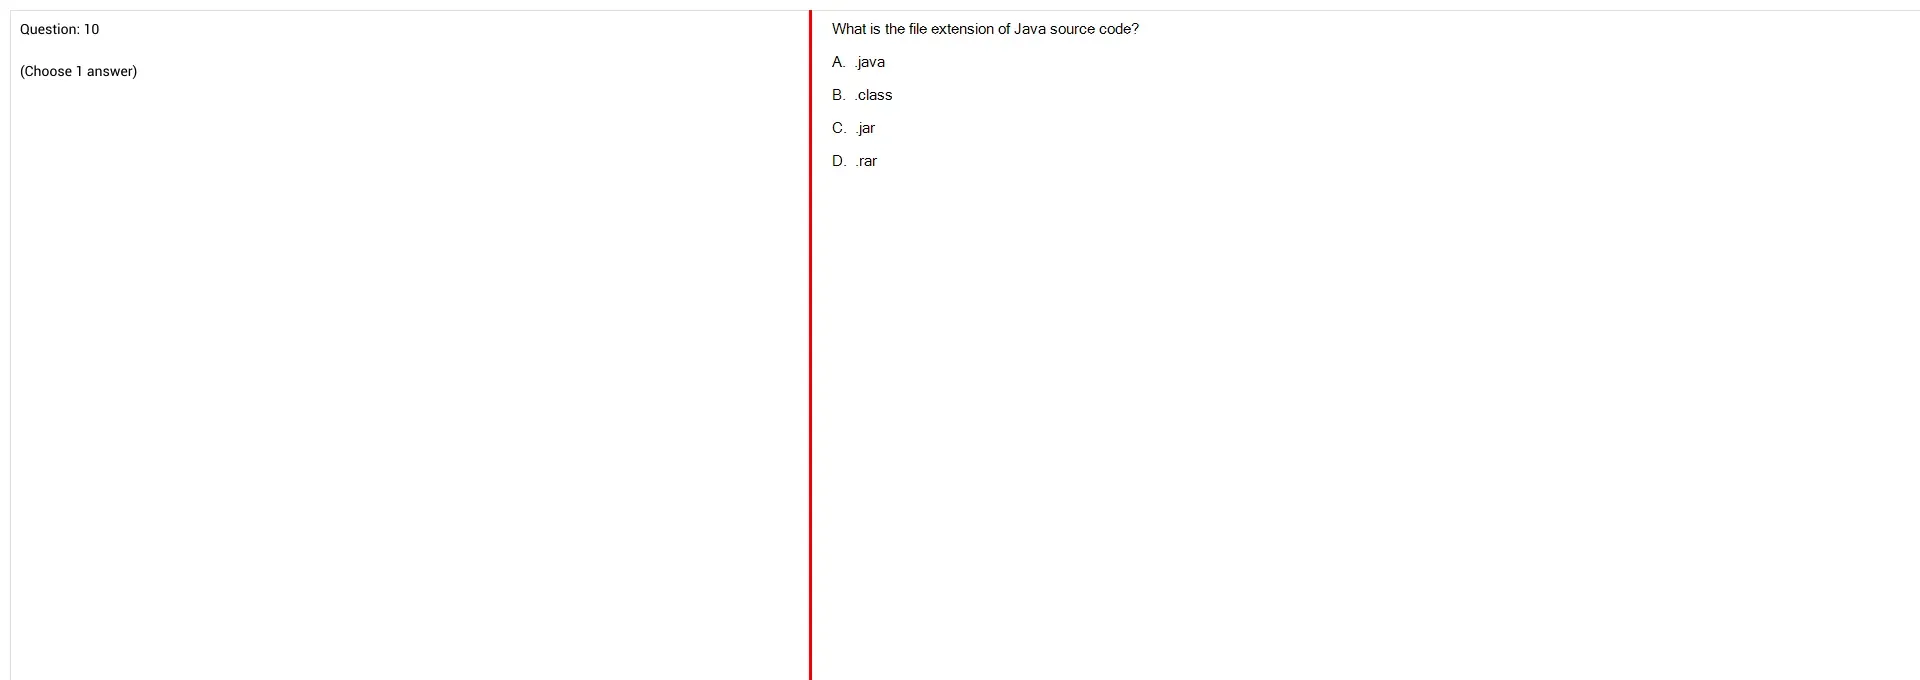 Question: 10
(Choose 1 answer)
What is the file extension of Java source code?
A. .java
B. .class
C. .jar
D. .rar